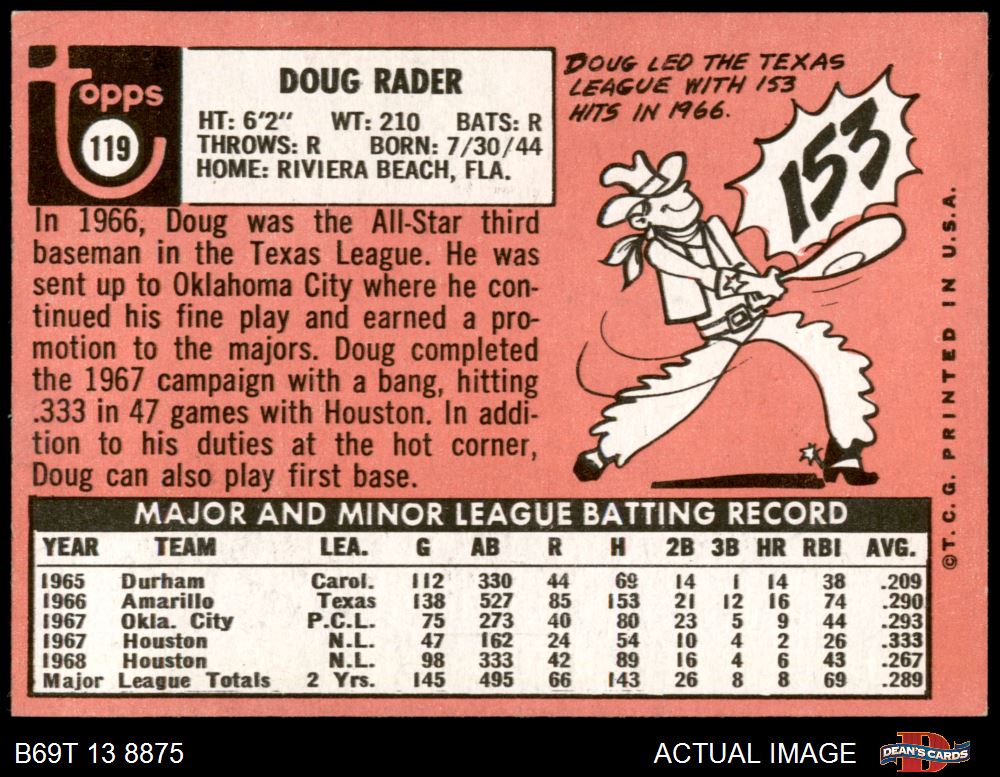 topps
119
DOUG RADER
HT: 6'2" WT: 210 BATS: R
THROWS: R BORN: 7/30/44
HOME: RIVIERA BEACH, FLA.
DOUG LED THE TEXAS
LEAGUE WITH 153
HITS IN 1966.
153
In 1966, Doug was the All-Star third
baseman in the Texas League. He was
sent up to Oklahoma City where he con-
tinued his fine play and earned a pro-
motion to the majors. Doug completed
the 1967 campaign with a bang, hitting
.333 in 47 games with Houston. In addi-
tion to his duties at the hot corner,
Doug can also play first base.
MAJOR AND MINOR LEAGUE BATTING RECORD
YEAR TEAM LEA. G AB R H 2B 3B HR RBI AVG.
1965 Durham Carol. 112 330 44 69 14 1 14 38 .209
1966 Amarillo Texas 138 527 85 153 21 12 16 74 .290
1967 Okla. City P.C.L. 75 273 40 80 23 5 9 44 .293
1967 Houston N.L. 47 162 24 54 10 4 2 26 .333
1968 Houston N.L. 98 333 42 89 16 4 6 43 .267
Major League Totals 2 Yrs. 145 495 66 143 26 8 8 69 .289
©T.C.G. PRINTED IN U.S.A.
B69T 13 8875
ACTUAL IMAGE
DEAN'S CARDS